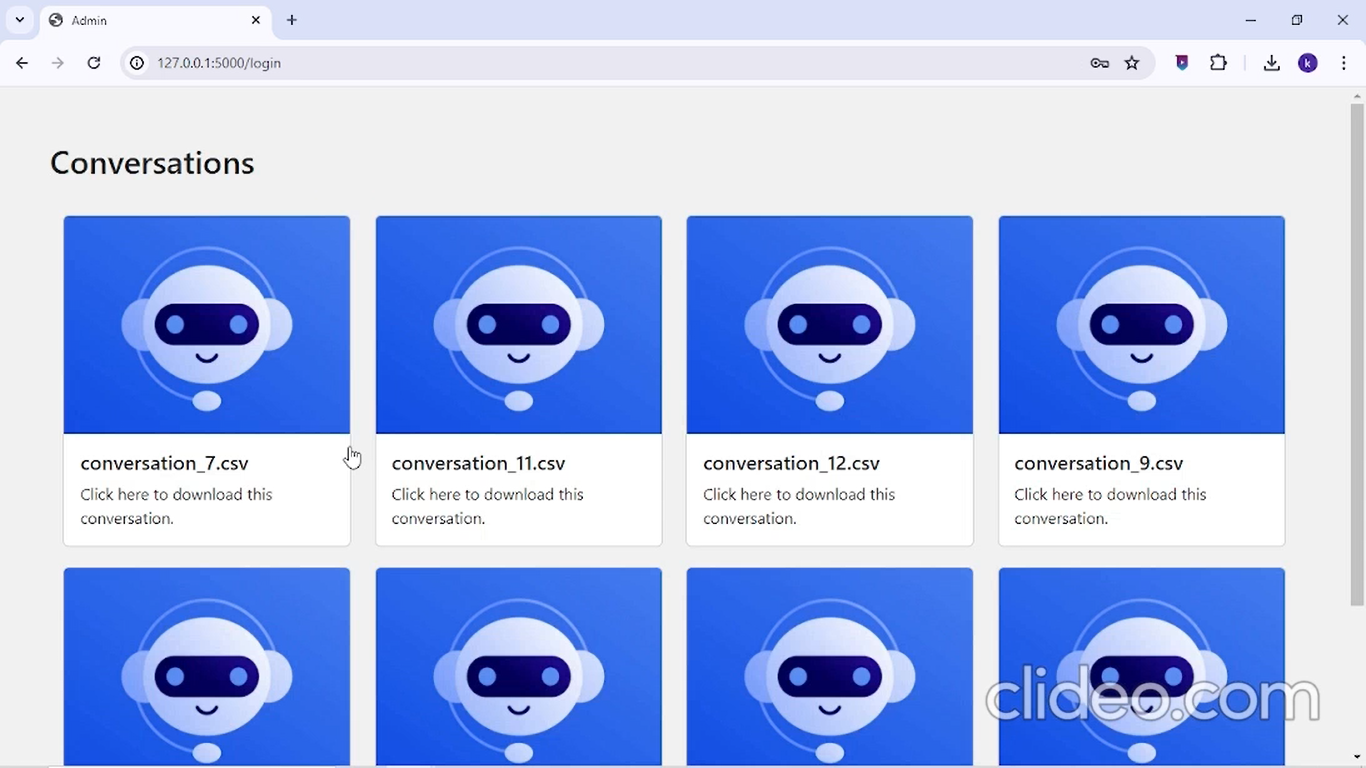 Admin
127.0.0.1:5000/login
k
Conversations
conversation_7.csv
Click here to download this
conversation.
conversation_11.csv
Click here to download this
conversation.
conversation_12.csv
Click here to download this
conversation.
conversation_9.csv
Click here to download this
conversation.
clideo.com